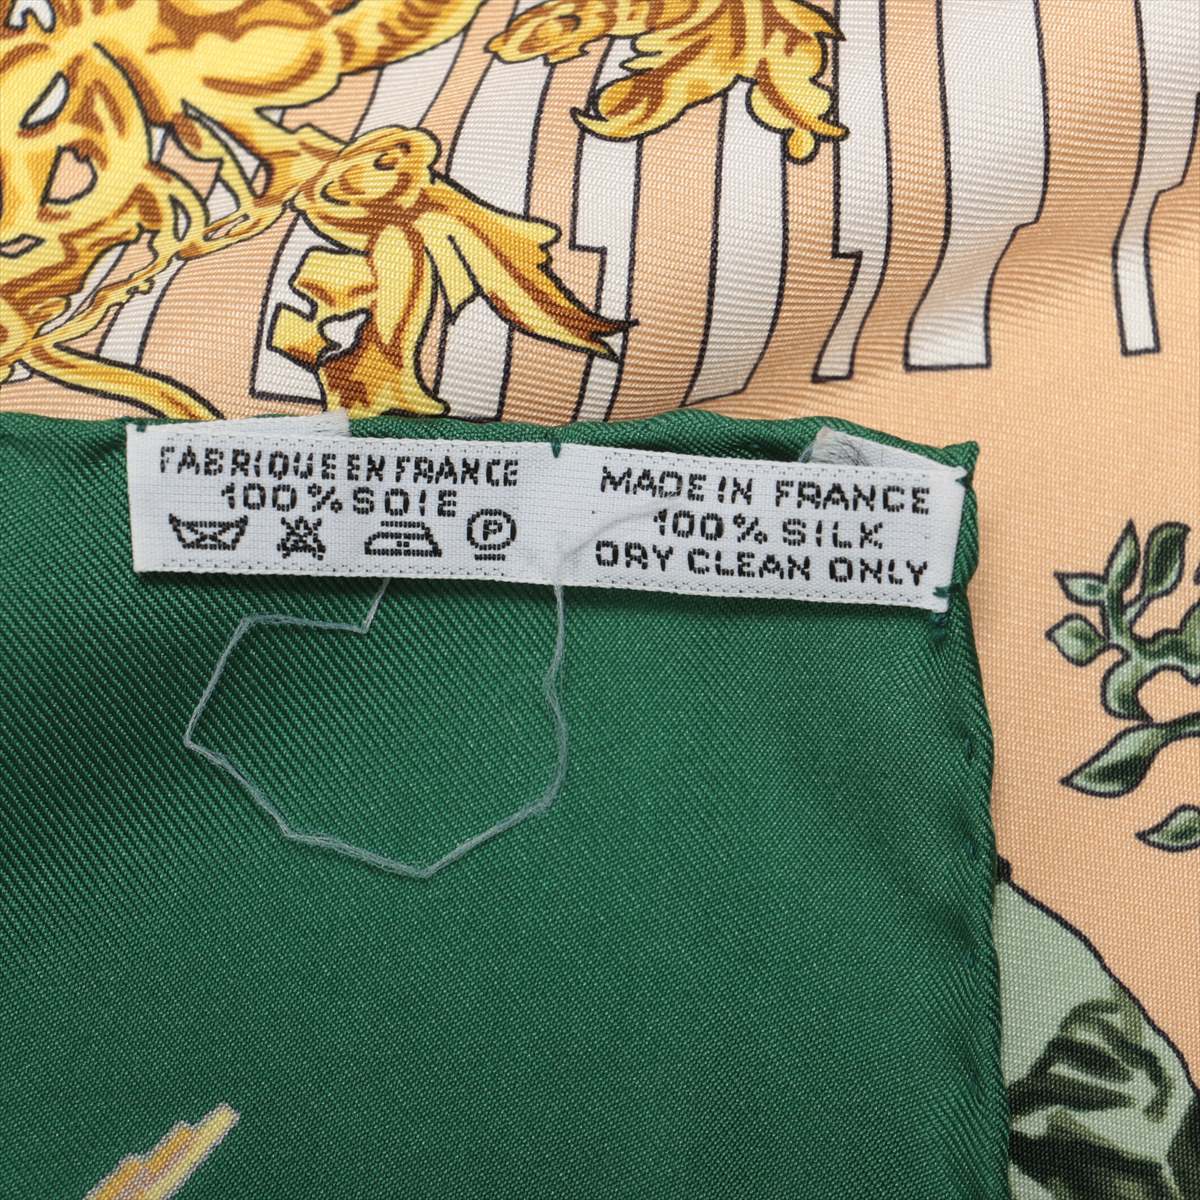 FABRIQUE EN FRANCE
100% SOIE
P
MADE IN FRANCE
100% SILK
DRY CLEAN ONLY